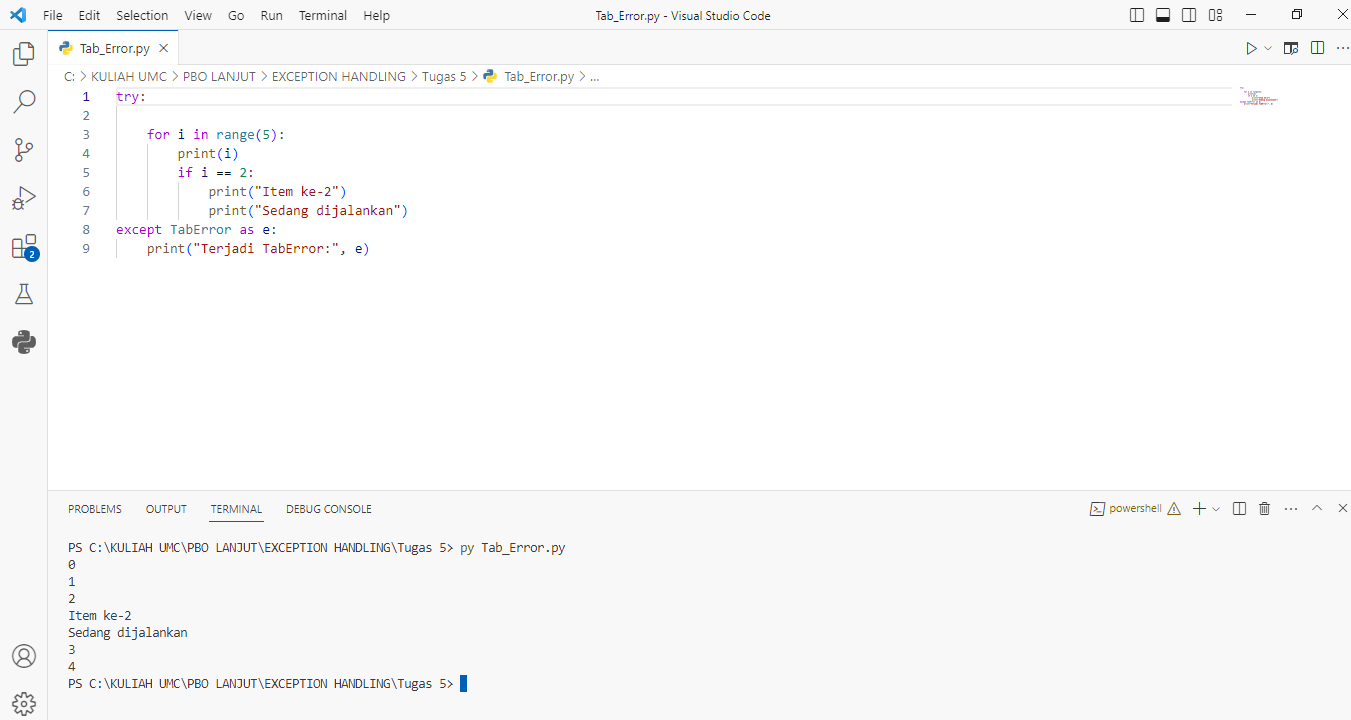 File Edit Selection View Go Run Terminal Help
Tab_Error.py - Visual Studio Code
Tab_Error.py
C: > KULIAH UMC > PBO LANJUT > EXCEPTION HANDLING > Tugas 5 > Tab_Error.py > ...
1 try:
2
3     for i in range(5):
4         print(i)
5         if i == 2:
6             print("Item ke-2")
7             print("Sedang dijalankan")
8 except TabError as e:
9     print("Terjadi TabError:", e)
2
PROBLEMS OUTPUT TERMINAL DEBUG CONSOLE
powershell
PS C:\KULIAH UMC\PBO LANJUT\EXCEPTION HANDLING\Tugas 5> py Tab_Error.py
0
1
2
Item ke-2
Sedang dijalankan
3
4
PS C:\KULIAH UMC\PBO LANJUT\EXCEPTION HANDLING\Tugas 5>